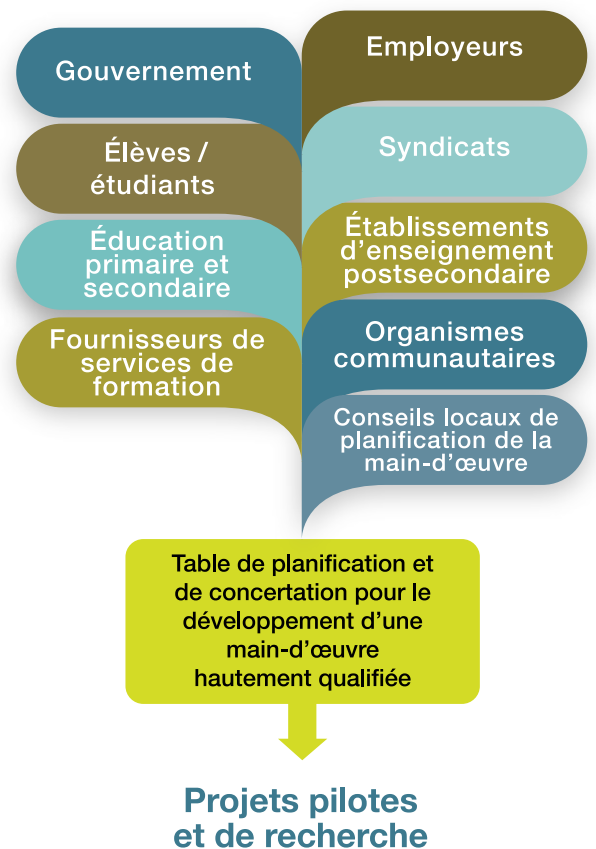 Gouvernement
Employeurs
Élèves /
étudiants
Syndicats
Éducation
primaire et
secondaire
Établissements
d'enseignement
postsecondaire
Fournisseurs de
services de
formation
Organismes
communautaires
Conseils locaux de
planification de la
main-d'œuvre
Table de planification et
de concertation pour le
développement d'une
main-d'œuvre
hautement qualifiée
Projets pilotes
et de recherche